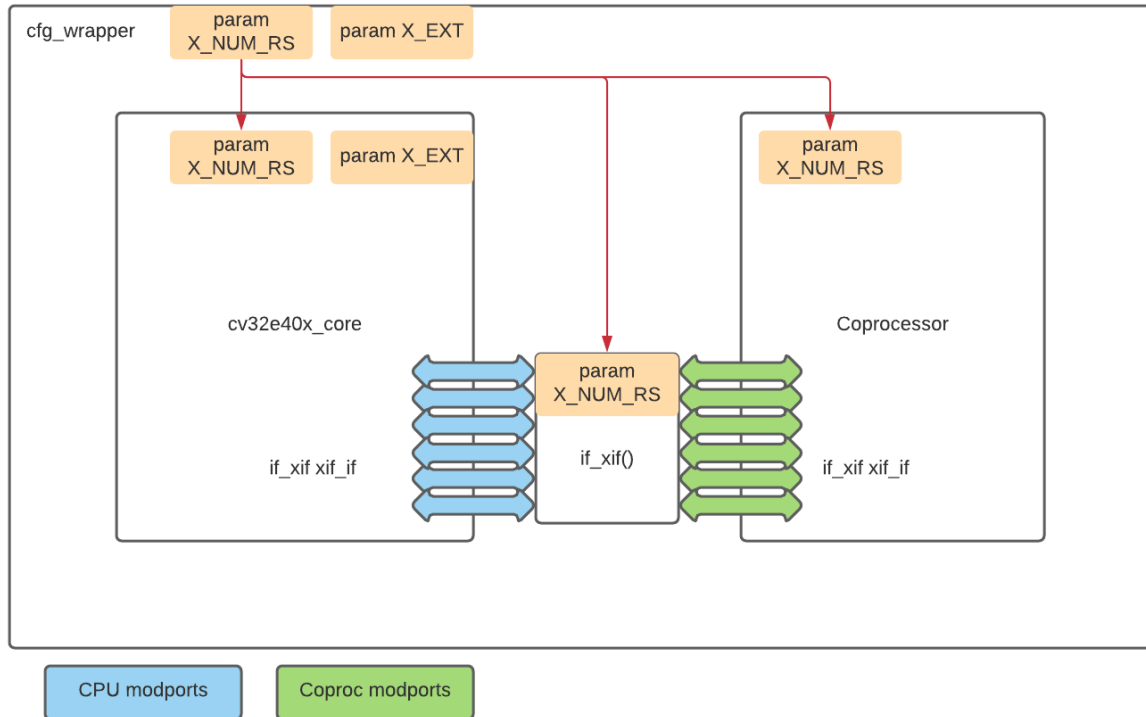 cfg_wrapper
param
X_NUM_RS
param X_EXT
param
X_NUM_RS
param X_EXT
param
X_NUM_RS
cv32e40x_core
Coprocessor
param
X_NUM_RS
if_xif xif_if
if_xif()
if_xif xif_if
CPU modports
Coproc modports